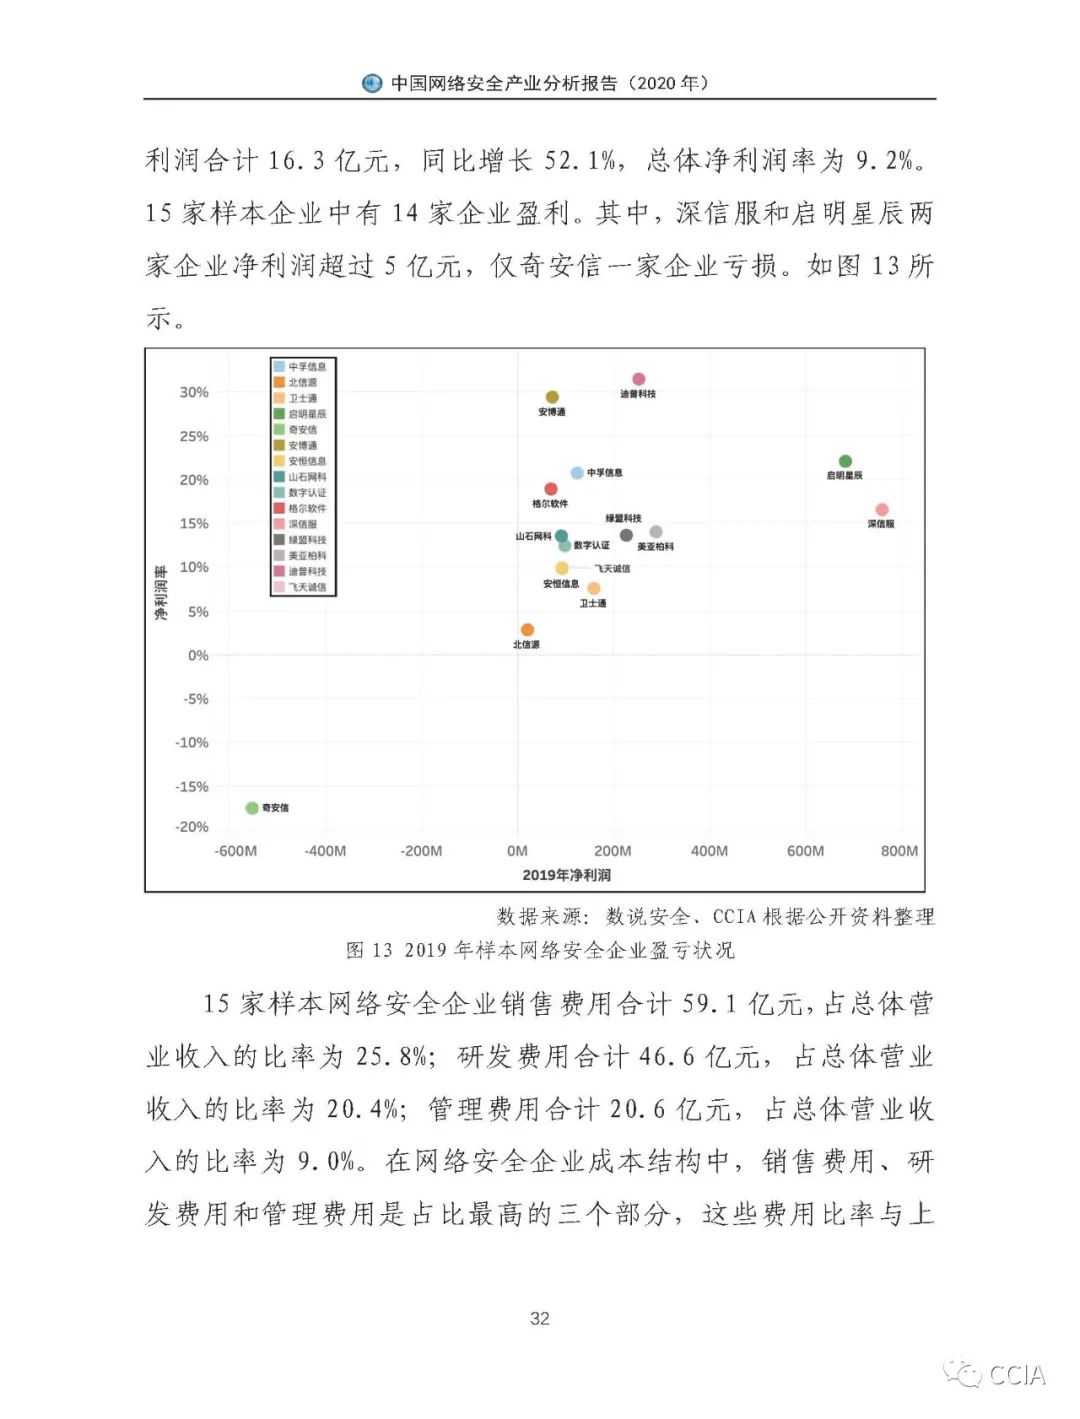 中国网络安全产业分析报告（2020 年）
利润合计 16.3 亿元，同比增长 52.1%，总体净利润率为 9.2%。
15 家样本企业中有 14 家企业盈利。其中，深信服和启明星辰两
家企业净利润超过 5 亿元，仅奇安信一家企业亏损。如图 13 所
示。
中孚信息
北信源
卫士通
启明星辰
奇安信
安博通
安恒信息
山石网科
数字认证
格尔软件
深信服
绿盟科技
美亚柏科
迪普科技
飞天诚信
净利润率
30%
25%
20%
15%
10%
5%
0%
-5%
-10%
-15%
-20%
迪普科技
安博通
中孚信息
启明星辰
格尔软件
深信服
绿盟科技
山石网科
数字认证
美亚柏科
飞天诚信
安恒信息
卫士通
北信源
奇安信
-600M -400M -200M 0M 200M 400M 600M 800M
2019年净利润
数据来源：数说安全、CCIA 根据公开资料整理
图 13 2019 年样本网络安全企业盈亏状况
15 家样本网络安全企业销售费用合计 59.1 亿元，占总体营
业收入的比率为 25.8%；研发费用合计 46.6 亿元，占总体营业
收入的比率为 20.4%；管理费用合计 20.6 亿元，占总体营业收
入的比率为 9.0%。在网络安全企业成本结构中，销售费用、研
发费用和管理费用是占比最高的三个部分，这些费用比率与上
32
CCIA